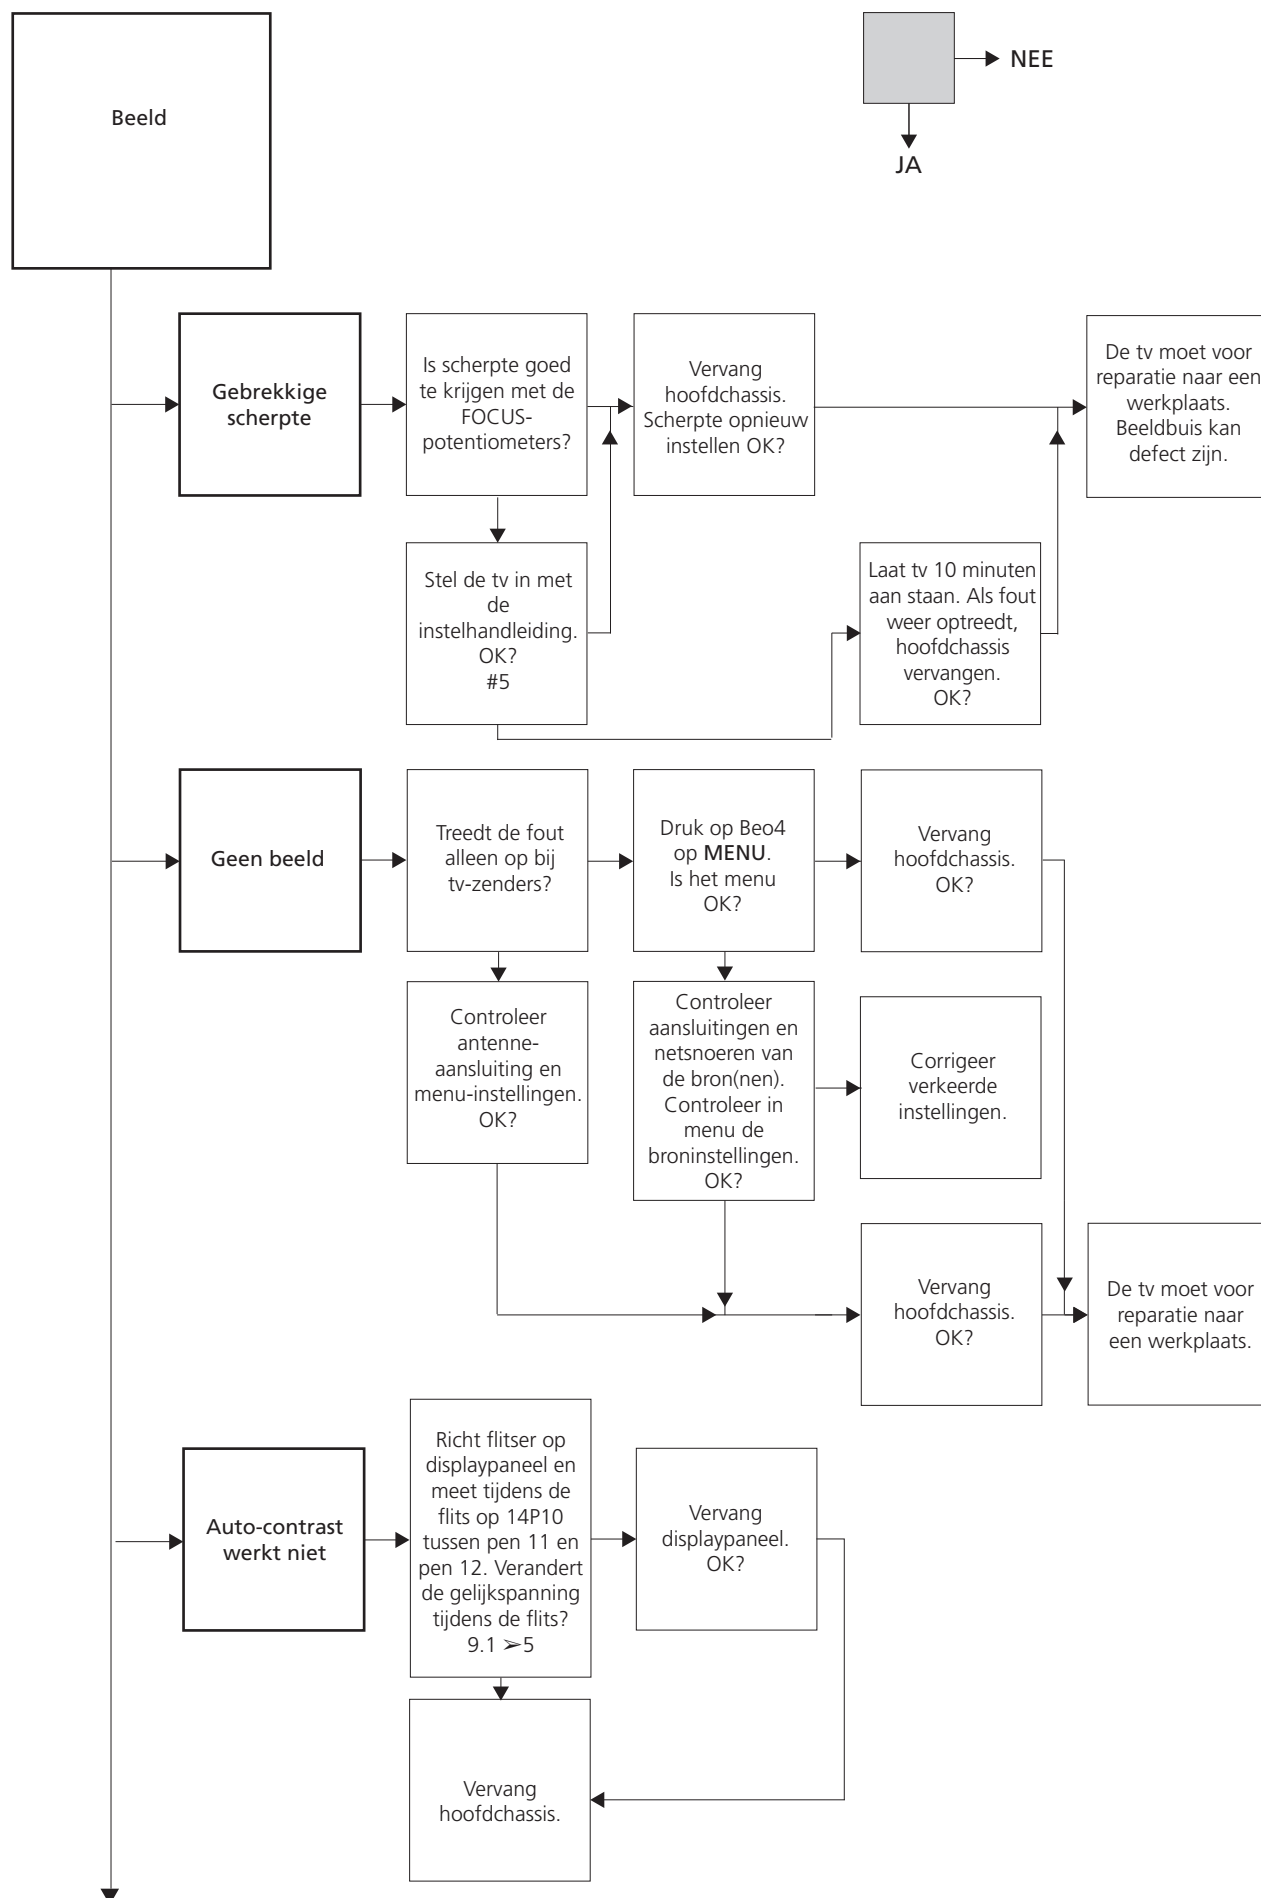 Beeld
NEE
JA
Gebrekkige
scherpte
Is scherpte goed
te krijgen met de
FOCUS-
potentiometers?
Vervang
hoofdchassis.
Scherpte opnieuw
instellen OK?
De tv moet voor
reparatie naar een
werkplaats.
Beeldbuis kan
defect zijn.
Stel de tv in met
de
instelhandleiding.
OK?
#5
Laat tv 10 minuten
aan staan. Als fout
weer optreedt,
hoofdchassis
vervangen.
OK?
Geen beeld
Treedt de fout
alleen op bij
tv-zenders?
Druk op Beo4
op MENU.
Is het menu
OK?
Vervang
hoofdchassis.
OK?
Controleer
antenne-
aansluiting en
menu-instellingen.
OK?
Controleer
aansluitingen en
netsnoeren van
de bron(nen).
Controleer in
menu de
broninstellingen.
OK?
Corrigeer
verkeerde
instellingen.
Vervang
hoofdchassis.
OK?
De tv moet voor
reparatie naar
een werkplaats.
Auto-contrast
werkt niet
Richt flitser op
displaypaneel en
meet tijdens de
flits op 14P10
tussen pen 11 en
pen 12. Verandert
de gelijkspanning
tijdens de flits?
9.1 ➢5
Vervang
displaypaneel.
OK?
Vervang
hoofdchassis.